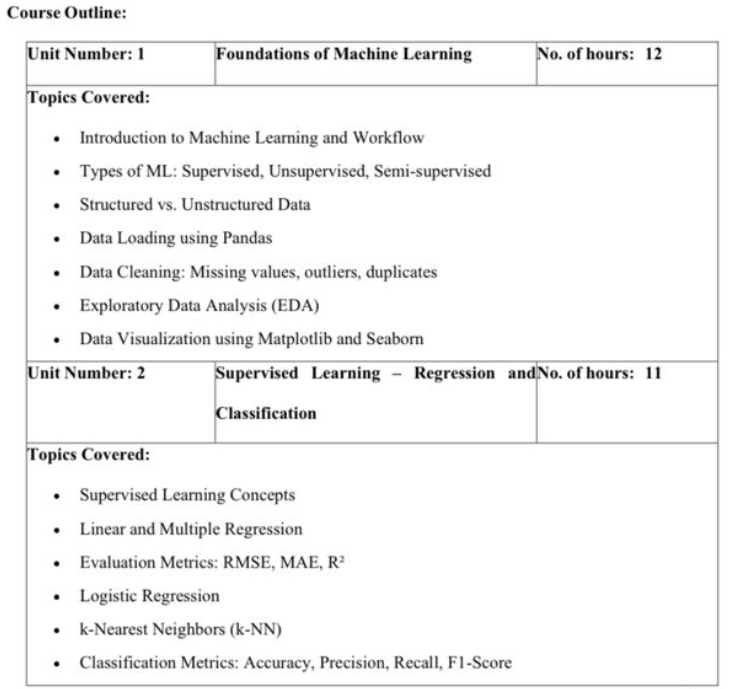 Course Outline:
Unit Number: 1 Foundations of Machine Learning No. of hours: 12
Topics Covered:
• Introduction to Machine Learning and Workflow
• Types of ML: Supervised, Unsupervised, Semi-supervised
• Structured vs. Unstructured Data
• Data Loading using Pandas
• Data Cleaning: Missing values, outliers, duplicates
• Exploratory Data Analysis (EDA)
• Data Visualization using Matplotlib and Seaborn
Unit Number: 2 Supervised Learning – Regression and No. of hours: 11
Classification
Topics Covered:
• Supervised Learning Concepts
• Linear and Multiple Regression
• Evaluation Metrics: RMSE, MAE, R²
• Logistic Regression
• k-Nearest Neighbors (k-NN)
• Classification Metrics: Accuracy, Precision, Recall, F1-Score